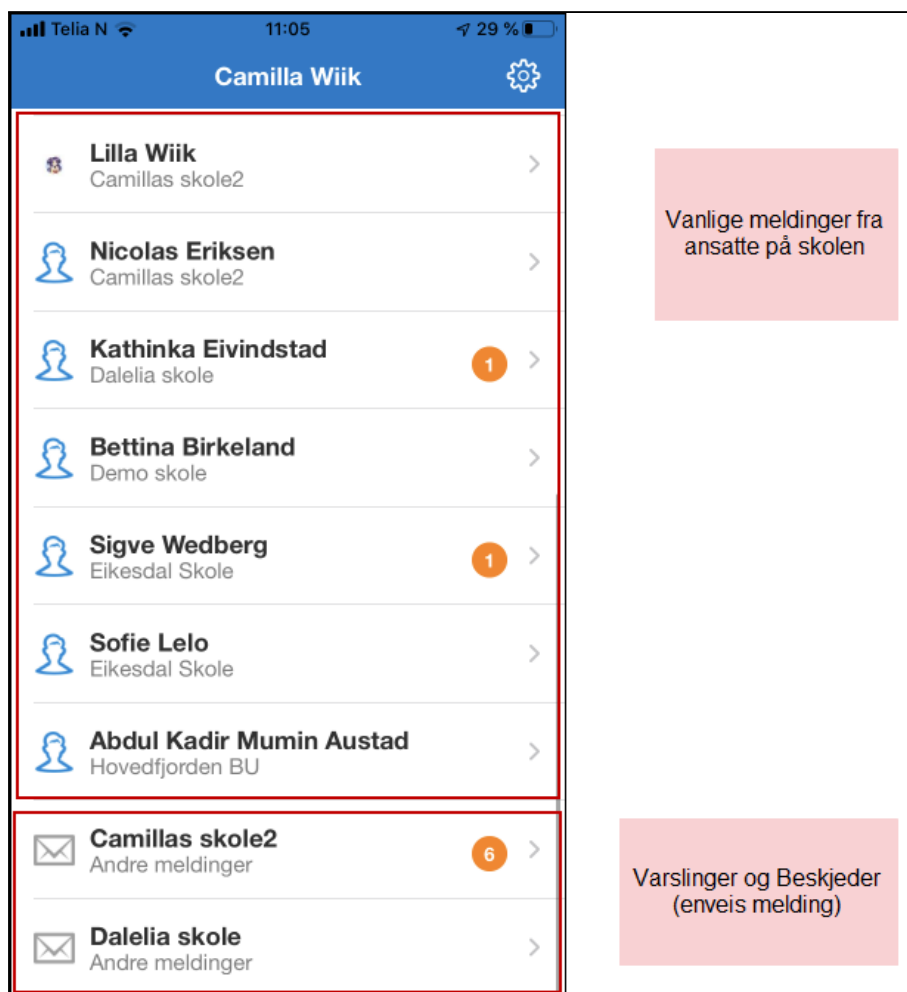 Telia N 11:05 29 %
Camilla Wiik
Lilla Wiik
Camillas skole2
Nicolas Eriksen
Camillas skole2
Kathinka Eivindstad
Dalelia skole
1
Bettina Birkeland
Demo skole
Sigve Wedberg
Eikesdal Skole
1
Sofie Lelo
Eikesdal Skole
Abdul Kadir Mumin Austad
Hovedfjorden BU
Camillas skole2
Andre meldinger
6
Dalelia skole
Andre meldinger
Vanlige meldinger fra
ansatte på skolen
Varslinger og Beskjeder
(enveis melding)